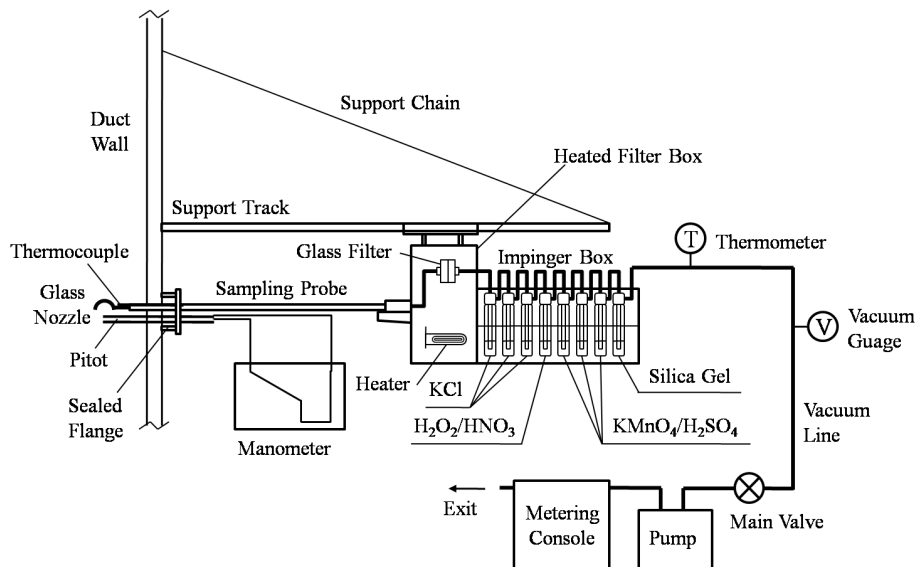 Support Chain
Duct
Wall
Heated Filter Box
Support Track
Glass Filter
Impinger Box
T
Thermometer
Thermocouple
Glass
Nozzle
Sampling Probe
Pitot
V
Vacuum
Guage
Heater
KCl
Silica Gel
Sealed
Flange
H₂O₂/HNO₃
KMnO₄/H₂SO₄
Vacuum
Line
Manometer
Exit
Metering
Console
Pump
Main Valve